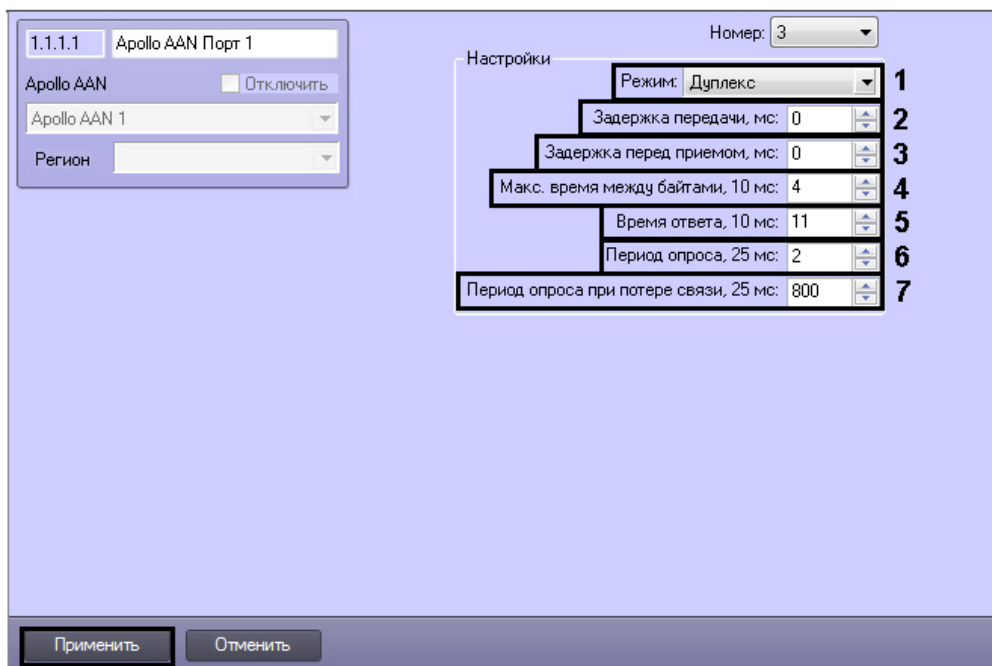 1.1.1.1 Apollo AAN Порт 1
Apollo AAN Отключить
Apollo AAN 1
Регион
Номер: 3
Настройки
Режим: Дуплекс 1
Задержка передачи, мс: 0 2
Задержка перед приемом, мс: 0 3
Макс. время между байтами, 10 мс: 4 4
Время ответа, 10 мс: 11 5
Период опроса, 25 мс: 2 6
Период опроса при потере связи, 25 мс: 800 7
Применить Отменить